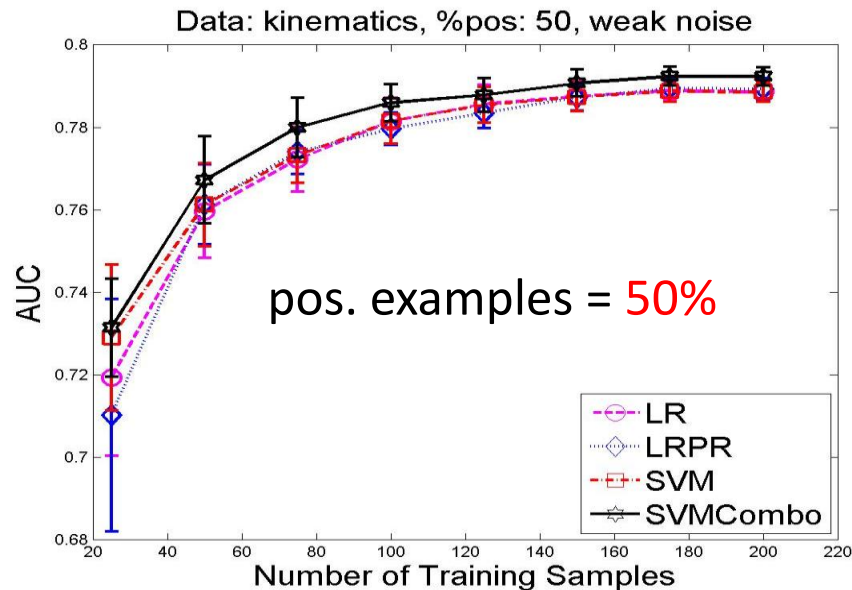 Data: kinematics, %pos: 50, weak noise
0.8
0.78
0.76
0.74
0.72
0.7
0.68
AUC
pos. examples = 50%
LR
LRPR
SVM
SVMCombo
20 40 60 80 100 120 140 160 180 200 220
Number of Training Samples